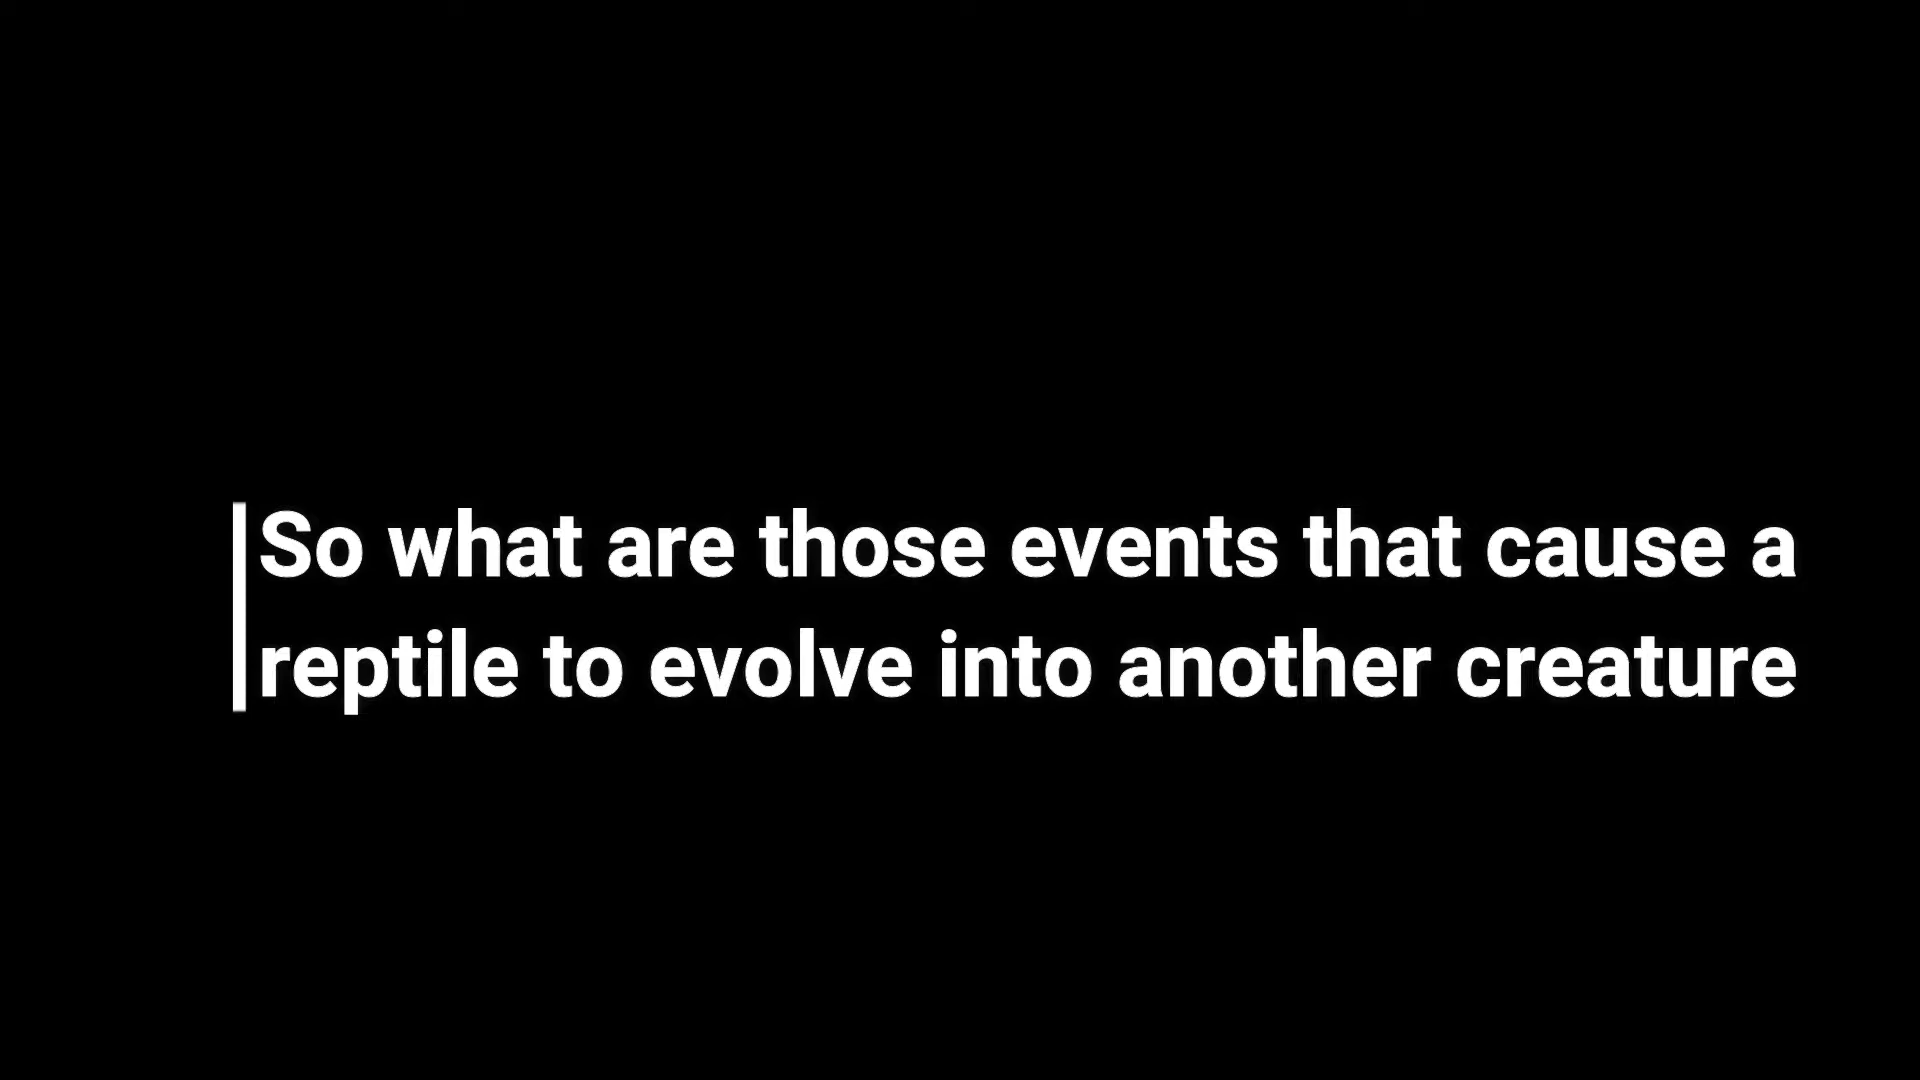 So what are those events that cause a
reptile to evolve into another creature